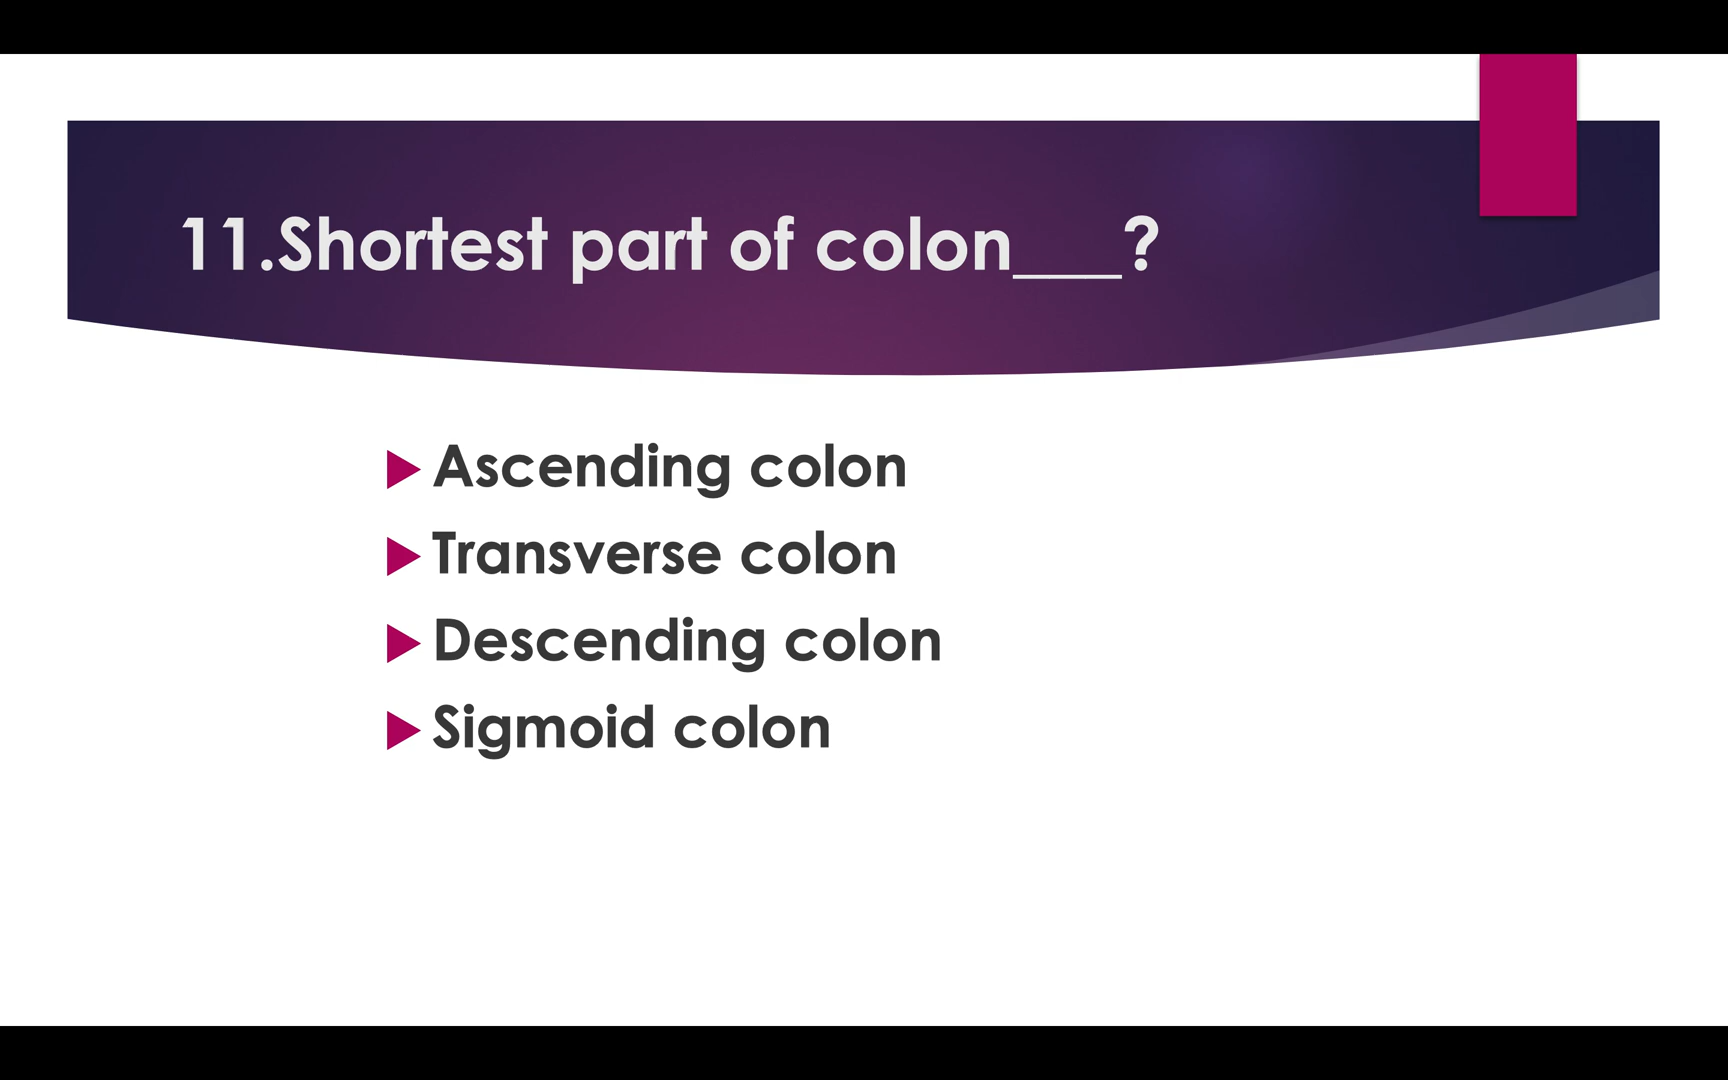 11.Shortest part of colon___?
Ascending colon
Transverse colon
Descending colon
Sigmoid colon